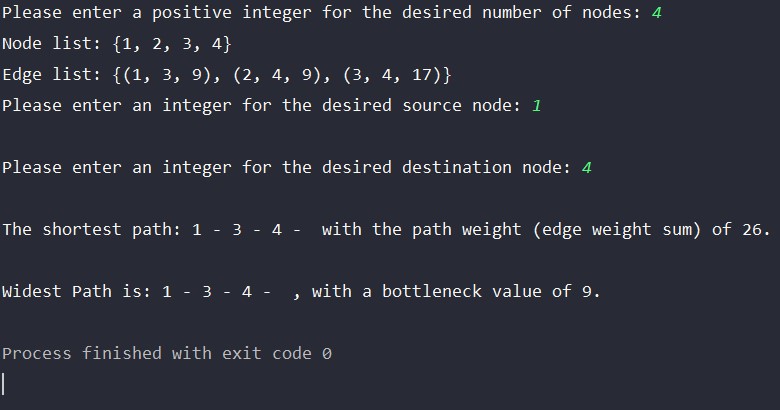 Please enter a positive integer for the desired number of nodes: 4
Node list: {1, 2, 3, 4}
Edge list: {(1, 3, 9), (2, 4, 9), (3, 4, 17)}
Please enter an integer for the desired source node: 1
Please enter an integer for the desired destination node: 4
The shortest path: 1 - 3 - 4 -  with the path weight (edge weight sum) of 26.
Widest Path is: 1 - 3 - 4 -  , with a bottleneck value of 9.
Process finished with exit code 0